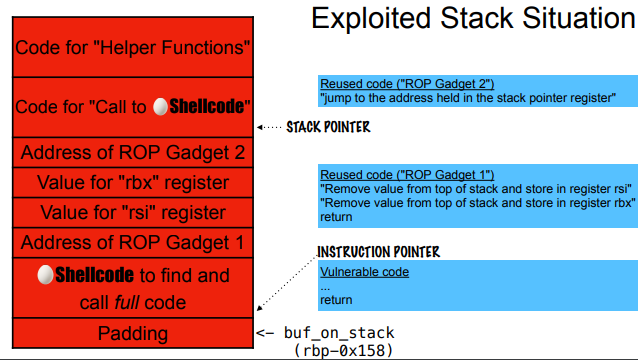 Exploited Stack Situation
Code for "Helper Functions"
Code for "Call to 🥚Shellcode"
Address of ROP Gadget 2
Value for "rbx" register
Value for "rsi" register
Address of ROP Gadget 1
🥚Shellcode to find and
call full code
Padding
STACK POINTER
INSTRUCTION POINTER
<- buf_on_stack
(rbp-0x158)
Reused code ("ROP Gadget 2")
"jump to the address held in the stack pointer register"
Reused code ("ROP Gadget 1")
"Remove value from top of stack and store in register rsi"
"Remove value from top of stack and store in register rbx"
return
Vulnerable code
...
return